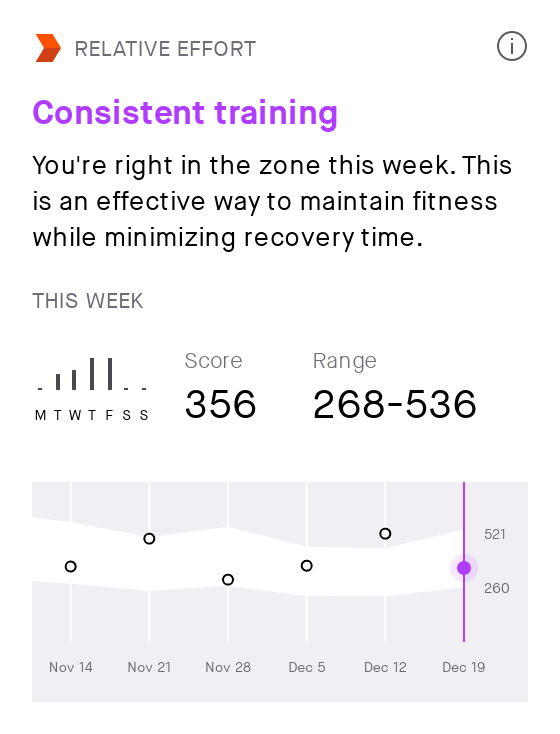 RELATIVE EFFORT
Consistent training
You're right in the zone this week. This
is an effective way to maintain fitness
while minimizing recovery time.
THIS WEEK
Score Range
356 268-536
M T W T F S S
521
260
Nov 14 Nov 21 Nov 28 Dec 5 Dec 12 Dec 19